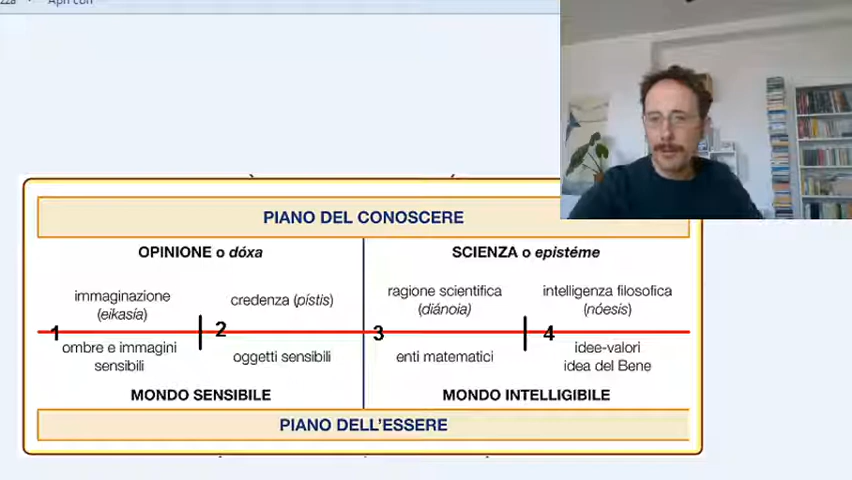 Apri con
PIANO DEL CONOSCERE
OPINIONE o dóxa
SCIENZA o epistéme
immaginazione
(eikasía)
credenza (pístis)
ragione scientifica
(diánoia)
intelligenza filosofica
(nóesis)
1
2
3
4
ombre e immagini
sensibili
oggetti sensibili
enti matematici
idee-valori
idea del Bene
MONDO SENSIBILE
MONDO INTELLIGIBILE
PIANO DELL'ESSERE